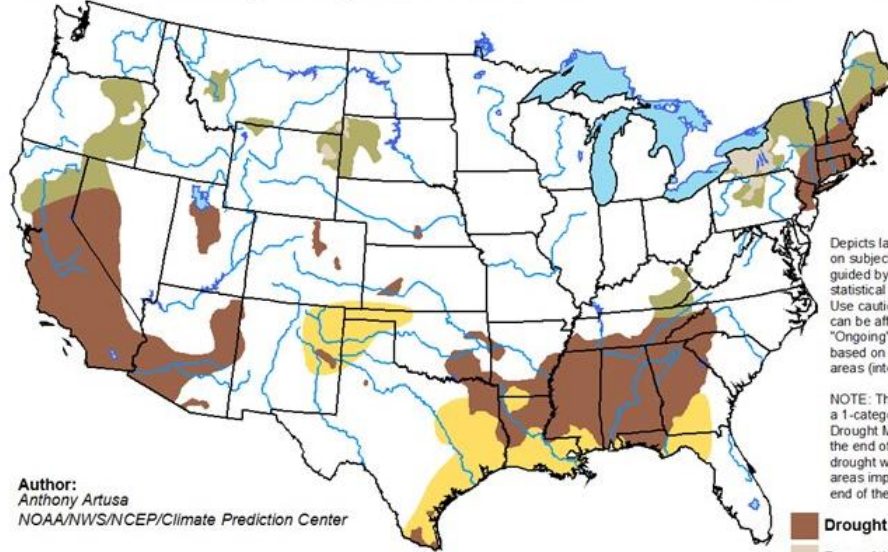 Author:
Anthony Artusa
NOAA/NWS/NCEP/Climate Prediction Center
Depicts la
on subjec
guided by
statistical
Use cautio
can be aff
"Ongoing"
based on
areas (inte
NOTE: Th
a 1-catego
Drought M
the end of
drought w
areas imp
end of the
Drought